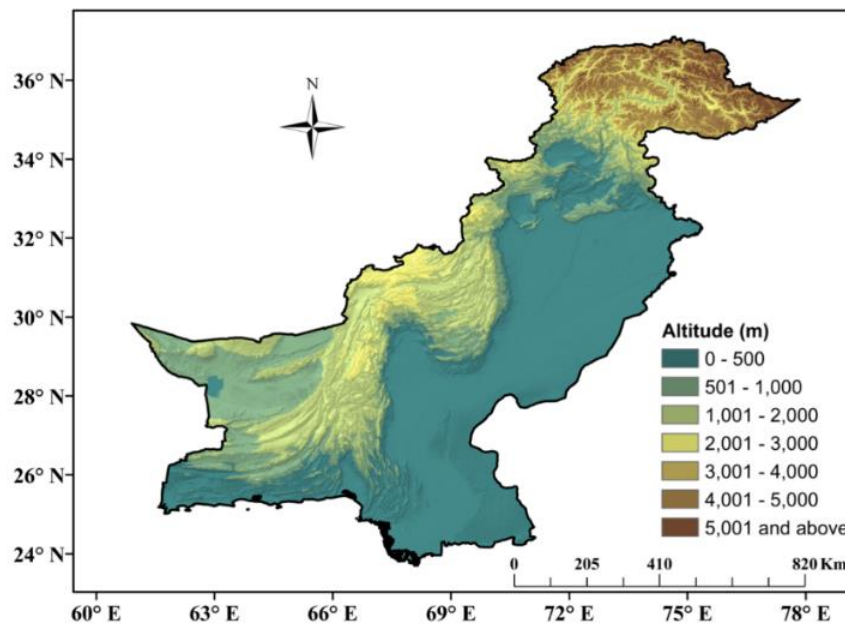 N
36° N
34° N
32° N
30° N
28° N
26° N
24° N
Altitude (m)
0 - 500
501 - 1,000
1,001 - 2,000
2,001 - 3,000
3,001 - 4,000
4,001 - 5,000
5,001 and above
0 205 410 820 Km
60° E 63° E 66° E 69° E 72° E 75° E 78° E